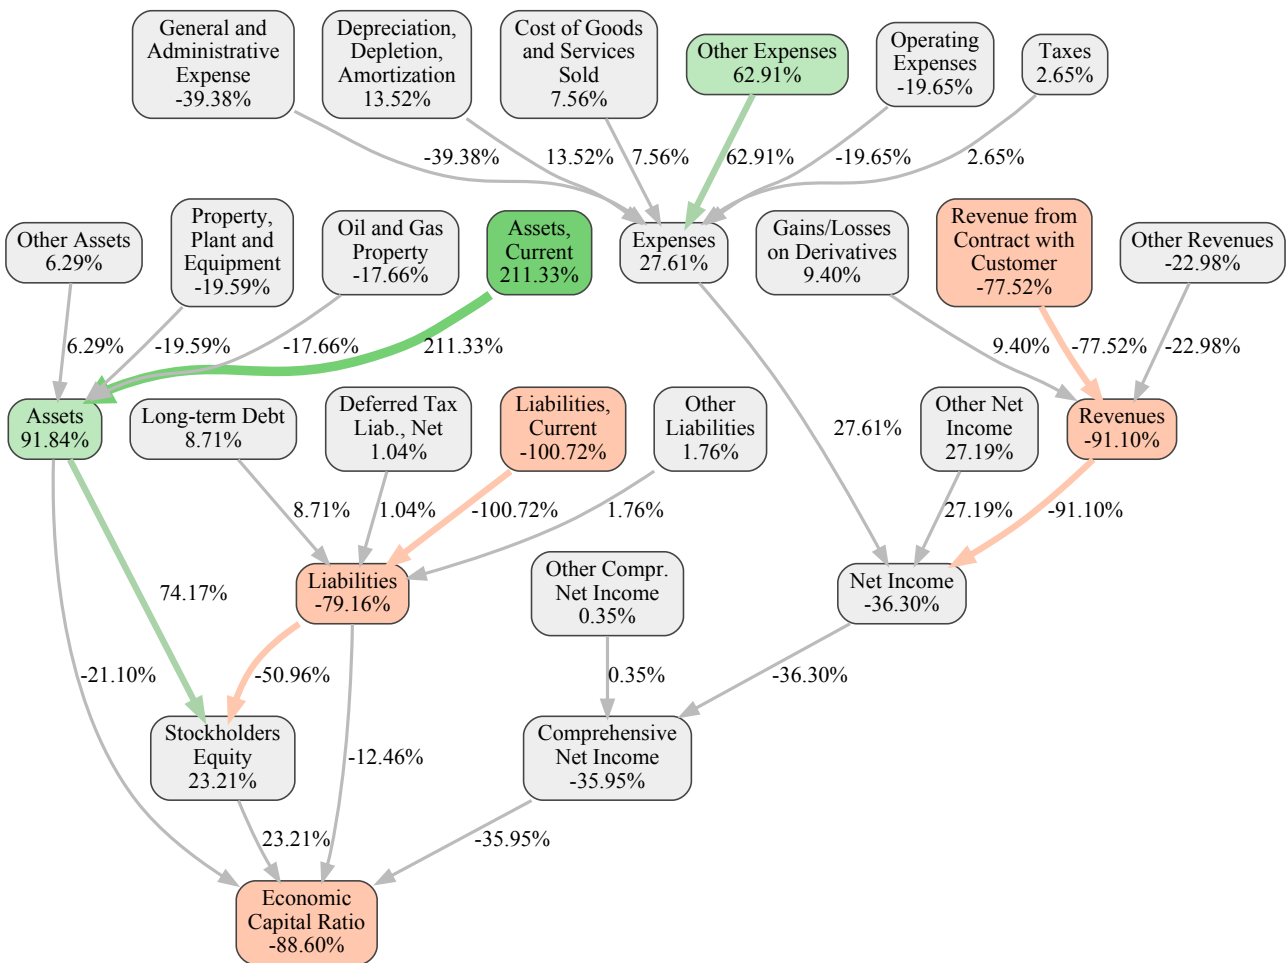 General and
Administrative
Expense
-39.38%
Depreciation,
Depletion,
Amortization
13.52%
Cost of Goods
and Services
Sold
7.56%
Other Expenses
62.91%
Operating
Expenses
-19.65%
Taxes
2.65%
-39.38%
13.52%
7.56%
62.91%
-19.65%
2.65%
Other Assets
6.29%
Property,
Plant and
Equipment
-19.59%
Oil and Gas
Property
-17.66%
Assets,
Current
211.33%
Expenses
27.61%
Gains/Losses
on Derivatives
9.40%
Revenue from
Contract with
Customer
-77.52%
Other Revenues
-22.98%
6.29%
-19.59%
-17.66%
211.33%
9.40%
-77.52%
-22.98%
Assets
91.84%
Long-term Debt
8.71%
Deferred Tax
Liab., Net
1.04%
Liabilities,
Current
-100.72%
Other
Liabilities
1.76%
27.61%
Other Net
Income
27.19%
Revenues
-91.10%
8.71%
1.04%
-100.72%
1.76%
27.19%
-91.10%
74.17%
Liabilities
-79.16%
Other Compr.
Net Income
0.35%
Net Income
-36.30%
-21.10%
-50.96%
0.35%
-36.30%
Stockholders
Equity
23.21%
-12.46%
Comprehensive
Net Income
-35.95%
23.21%
-35.95%
Economic
Capital Ratio
-88.60%